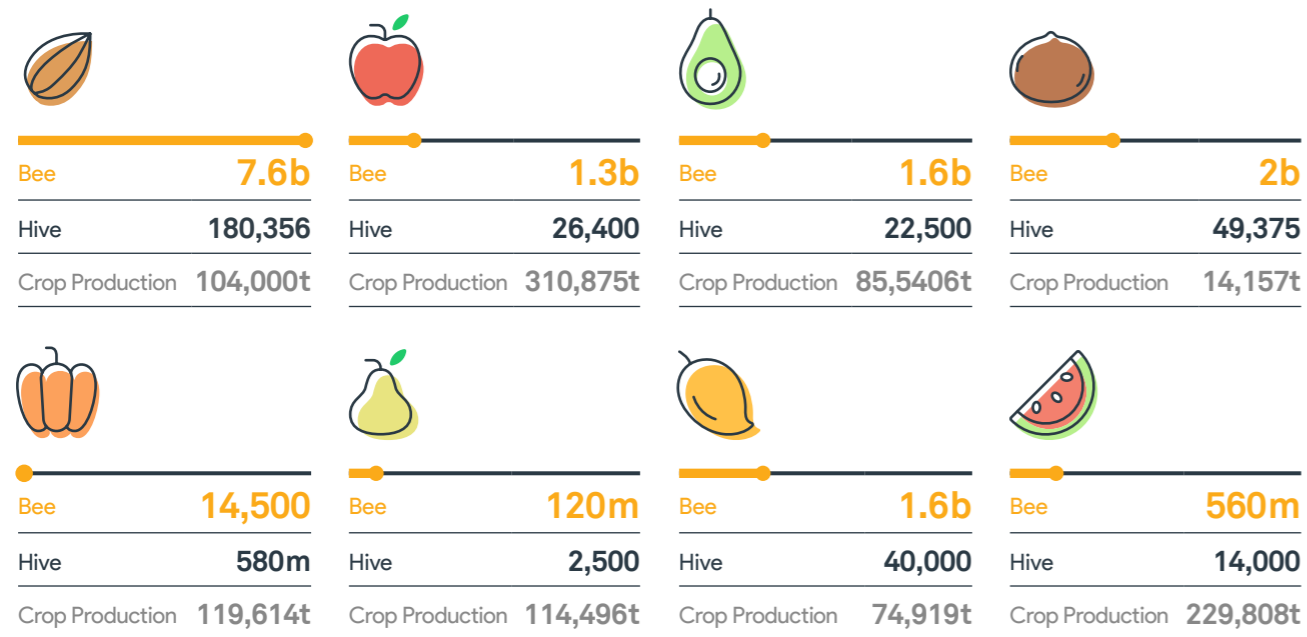 Bee 7.6b
Hive 180,356
Crop Production 104,000t
Bee 1.3b
Hive 26,400
Crop Production 310,875t
Bee 1.6b
Hive 22,500
Crop Production 85,5406t
Bee 2b
Hive 49,375
Crop Production 14,157t
Bee 14,500
Hive 580m
Crop Production 119,614t
Bee 120m
Hive 2,500
Crop Production 114,496t
Bee 1.6b
Hive 40,000
Crop Production 74,919t
Bee 560m
Hive 14,000
Crop Production 229,808t